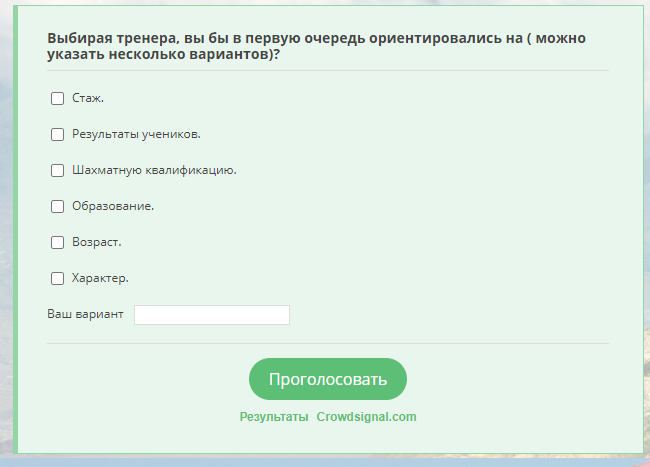 Выбирая тренера, вы бы в первую очередь ориентировались на ( можно
указать несколько вариантов)?
Стаж.
Результаты учеников.
Шахматную квалификацию.
Образование.
Возраст.
Характер.
Ваш вариант
Проголосовать
Результаты Crowdsignal.com